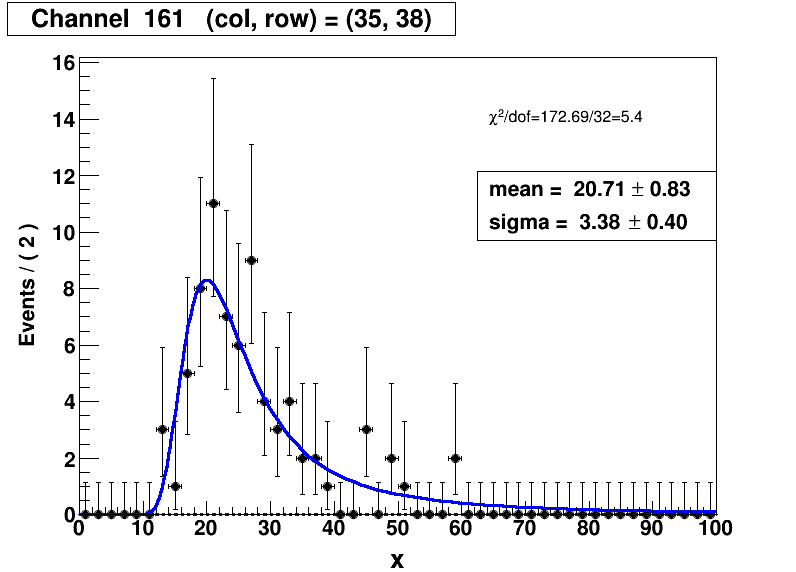 Channel 161 (col, row) = (35, 38)
χ²/dof=172.69/32=5.4
mean = 20.71 ± 0.83
sigma = 3.38 ± 0.40
Events / ( 2 )
16
14
12
10
8
6
4
2
0
0 10 20 30 40 50 60 70 80 90 100
x